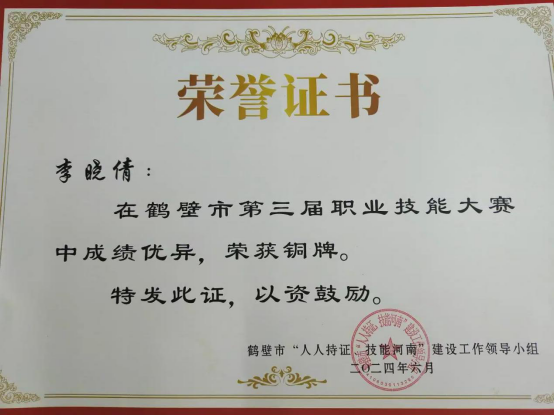 荣誉证书
李晓倩：
在鹤壁市第三届职业技能大赛
中成绩优异，荣获铜牌。
特发此证，以资鼓励。
鹤壁市“人人持证 技能河南”建设工作领导小组
二〇二四年六月